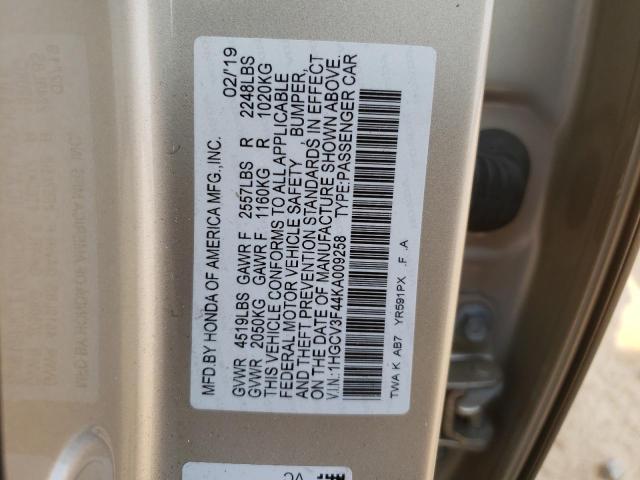 MFD.BY HONDA OF AMERICA MFG.,INC. 02/'19
GVWR 4519LBS GAWR F 2557LBS R 2248LBS
GVWR 2050KG GAWR F 1160KG R 1020KG
THIS VEHICLE CONFORMS TO ALL APPLICABLE
FEDERAL MOTOR VEHICLE SAFETY , BUMPER,
AND THEFT PREVENTION STANDARDS IN EFFECT
ON THE DATE OF MANUFACTURE SHOWN ABOVE.
V.I.N.:1HGCV3F44KA009258 TYPE:PASSENGER CAR
TWA K AB7 YR591PX .F .A